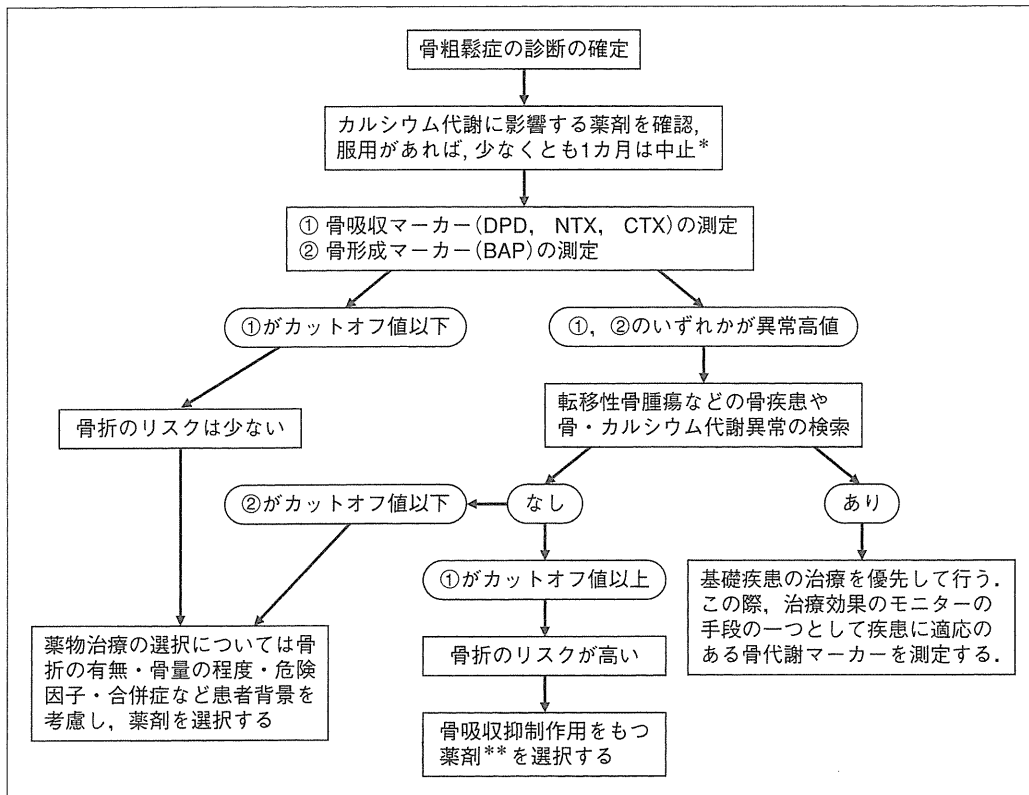 骨粗鬆症の診断の確定
カルシウム代謝に影響する薬剤を確認,
服用があれば, 少なくとも1カ月は中止*
① 骨吸収マーカー(DPD, NTX, CTX)の測定
② 骨形成マーカー(BAP)の測定
①がカットオフ値以下
①, ②のいずれかが異常高値
骨折のリスクは少ない
転移性骨腫瘍などの骨疾患や
骨・カルシウム代謝異常の検索
②がカットオフ値以下
なし
あり
①がカットオフ値以上
骨折のリスクが高い
基礎疾患の治療を優先して行う.
この際, 治療効果のモニターの
手段の一つとして疾患に適応の
ある骨代謝マーカーを測定する.
薬物治療の選択については骨
折の有無・骨量の程度・危険
因子・合併症など患者背景を
考慮し, 薬剤を選択する
骨吸収抑制作用をもつ
薬剤**を選択する